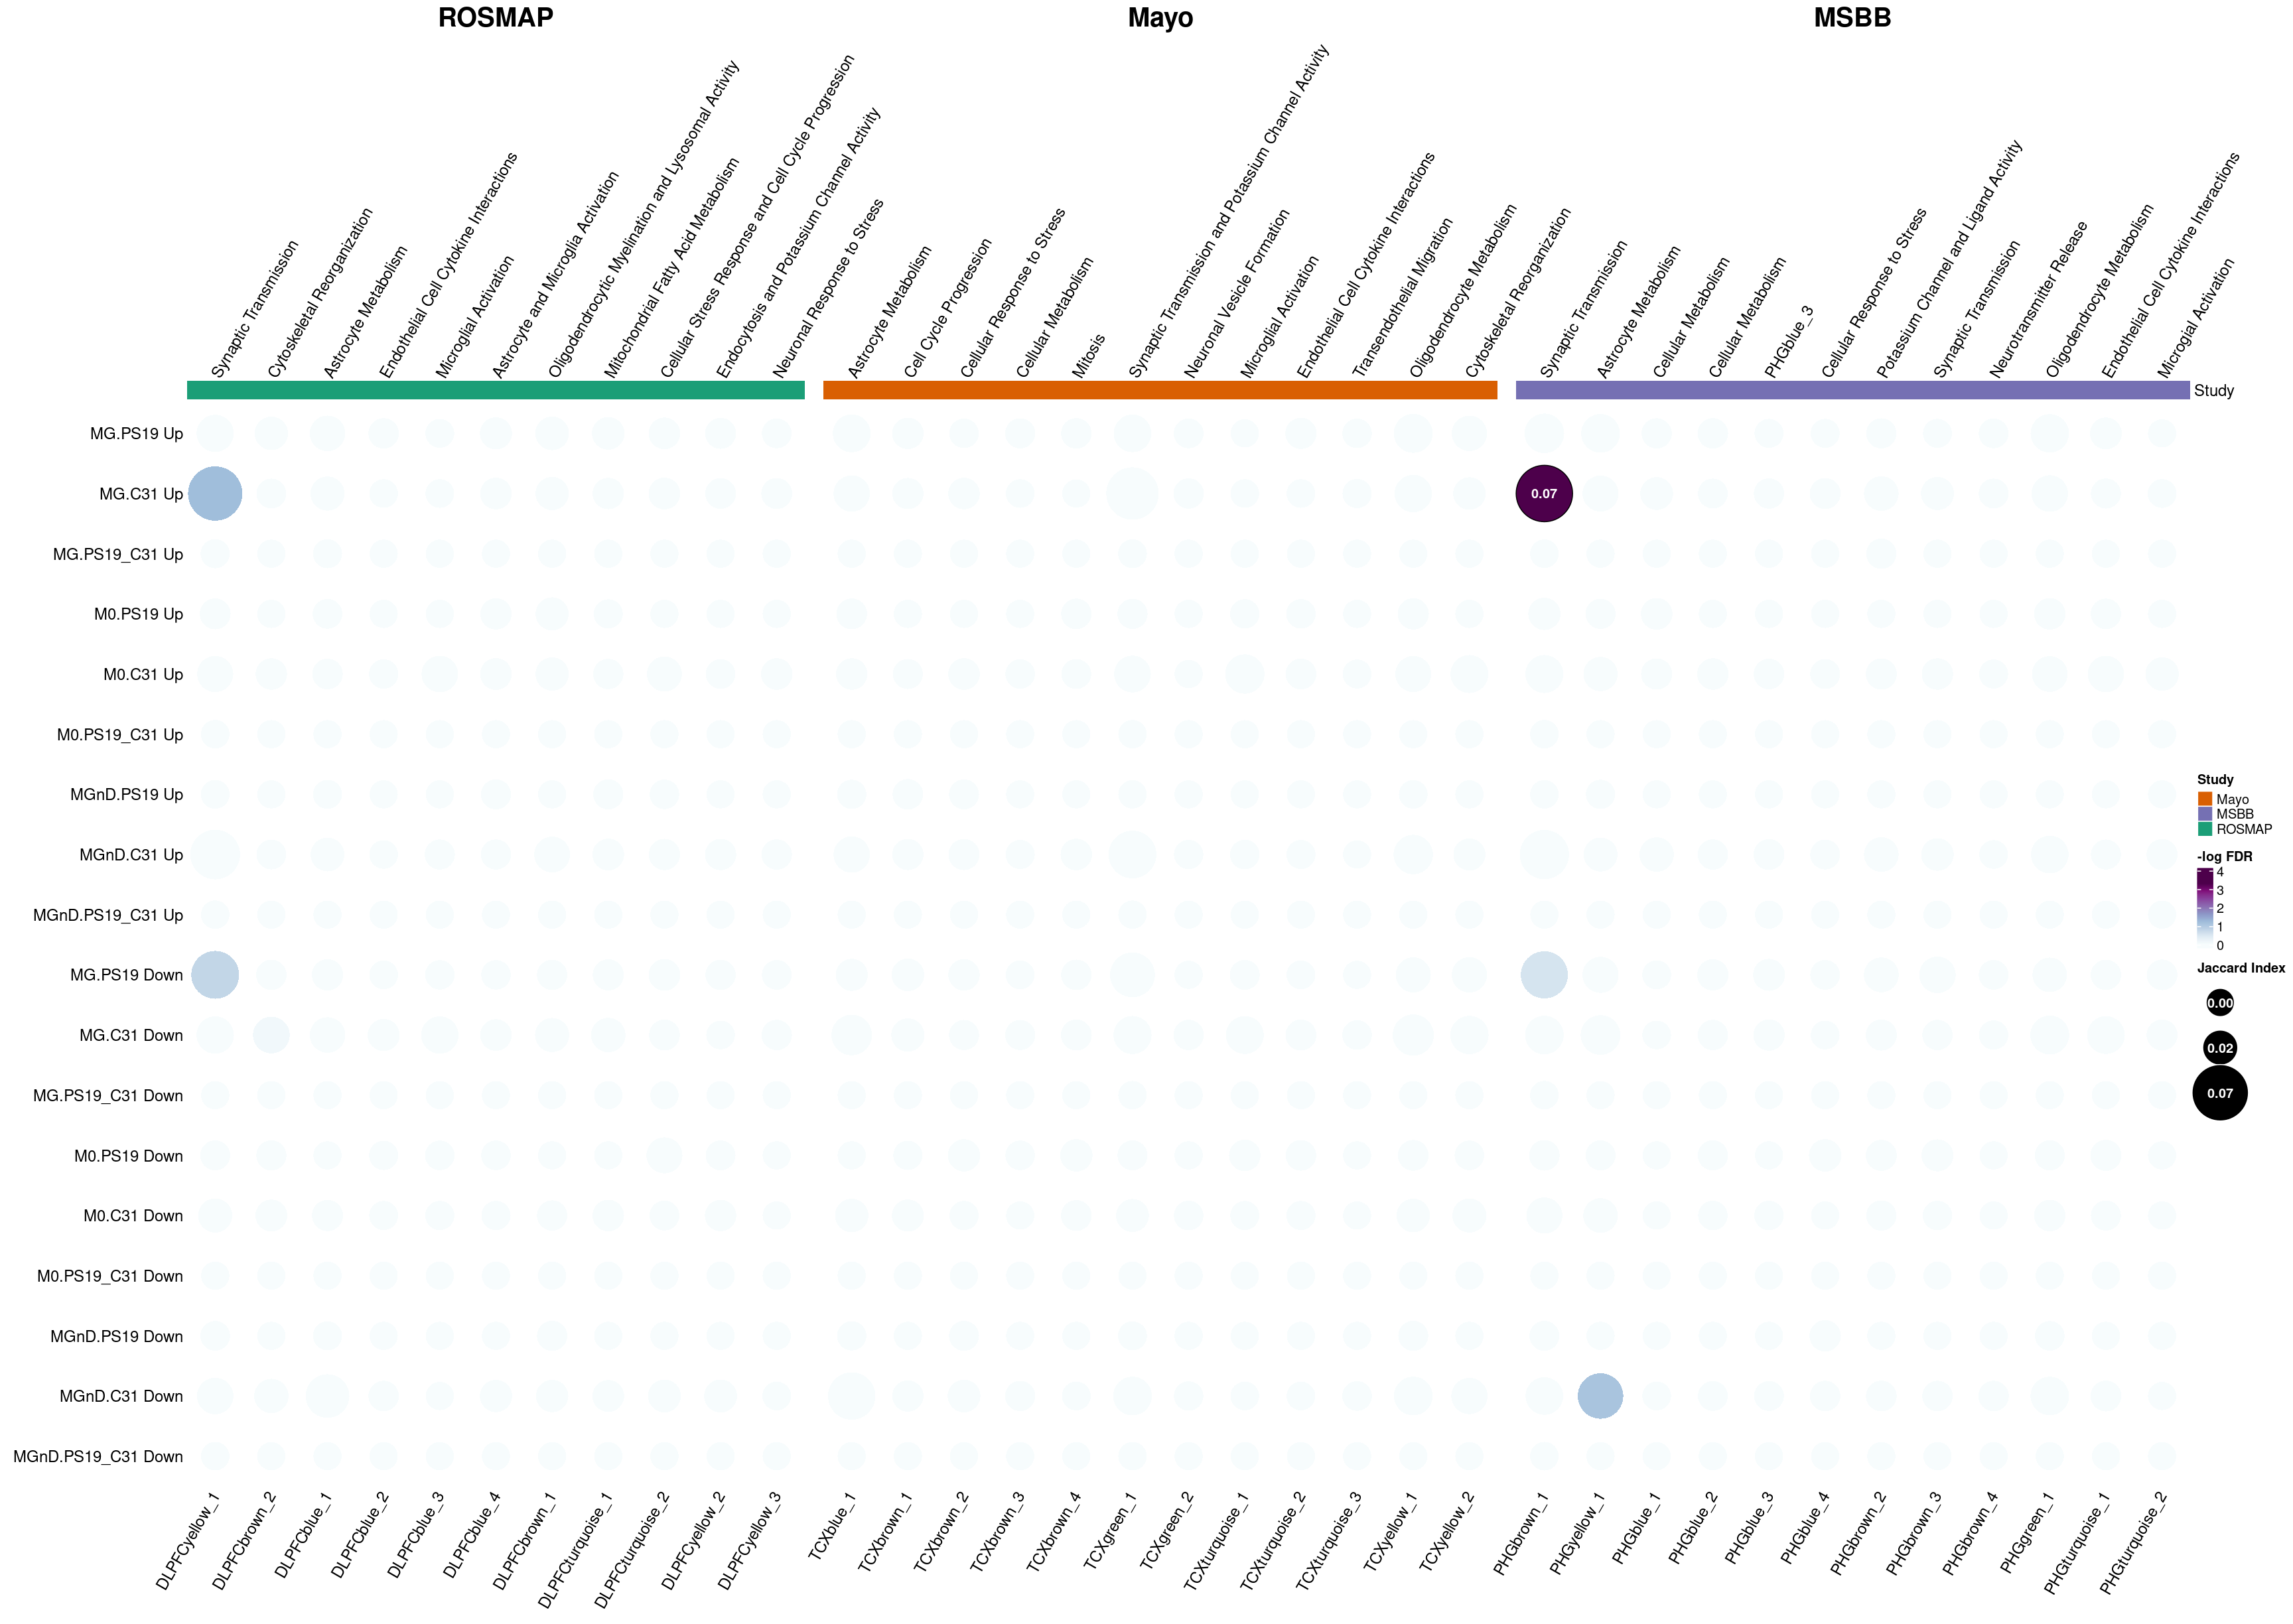 ROSMAP
Mayo
MSBB
Synaptic Transmission
Cytoskeletal Reorganization
Astrocyte Metabolism
Endothelial Cell Cytokine Interactions
Microglial Activation
Astrocyte and Microglia Activation
Oligodendrocytic Myelination and Lysosomal Activity
Mitochondrial Fatty Acid Metabolism
Cellular Stress Response and Cell Cycle Progression
Endocytosis and Potassium Channel Activity
Neuronal Response to Stress
Astrocyte Metabolism
Cell Cycle Progression
Cellular Response to Stress
Cellular Metabolism
Mitosis
Synaptic Transmission and Potassium Channel Activity
Neuronal Vesicle Formation
Microglial Activation
Endothelial Cell Cytokine Interactions
Transendothelial Migration
Oligodendrocyte Metabolism
Cytoskeletal Reorganization
Synaptic Transmission
Astrocyte Metabolism
Cellular Metabolism
Cellular Metabolism
PHGblue_3
Cellular Response to Stress
Potassium Channel and Ligand Activity
Synaptic Transmission
Neurotransmitter Release
Oligodendrocyte Metabolism
Endothelial Cell Cytokine Interactions
Microgial Activation
Study
MG.PS19 Up
MG.C31 Up
0.07
MG.PS19_C31 Up
M0.PS19 Up
M0.C31 Up
M0.PS19_C31 Up
MGnD.PS19 Up
MGnD.C31 Up
MGnD.PS19_C31 Up
MG.PS19 Down
MG.C31 Down
MG.PS19_C31 Down
M0.PS19 Down
M0.C31 Down
M0.PS19_C31 Down
MGnD.PS19 Down
MGnD.C31 Down
MGnD.PS19_C31 Down
Study
Mayo
MSBB
ROSMAP
-log FDR
4
3
2
1
0
Jaccard Index
0.00
0.02
0.07
DLPFCyellow_1
DLPFCbrown_2
DLPFCblue_1
DLPFCblue_2
DLPFCblue_3
DLPFCblue_4
DLPFCbrown_1
DLPFCturquoise_1
DLPFCturquoise_2
DLPFCyellow_2
DLPFCyellow_3
TCXblue_1
TCXbrown_1
TCXbrown_2
TCXbrown_3
TCXbrown_4
TCXgreen_1
TCXgreen_2
TCXturquoise_1
TCXturquoise_2
TCXturquoise_3
TCXyellow_1
TCXyellow_2
PHGbrown_1
PHGyellow_1
PHGblue_1
PHGblue_2
PHGblue_3
PHGblue_4
PHGbrown_2
PHGbrown_3
PHGbrown_4
PHGgreen_1
PHGturquoise_1
PHGturquoise_2